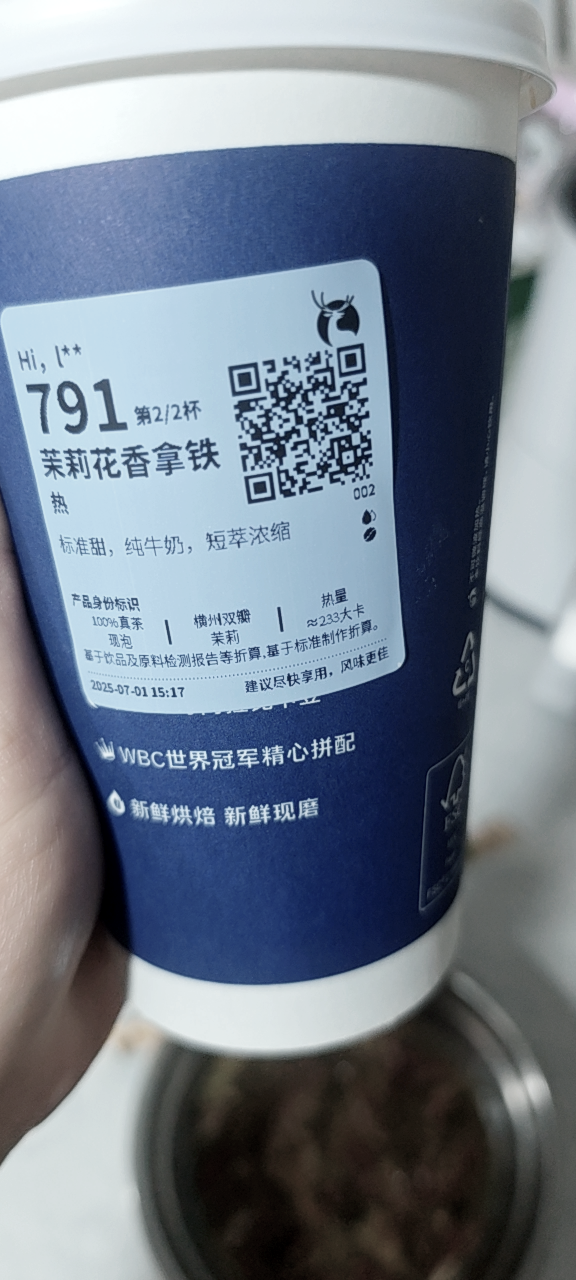 Hi, l**
791 第2/2杯
茉莉花香拿铁
热
002
标准甜，纯牛奶，短萃浓缩
产品身份标识
100%真茶现泡 | 横州双瓣茉莉 | 热量≈233大卡
基于饮品及原料检测报告等折算,基于标准制作折算。
2025-07-01 15:17 建议尽快享用，风味更佳
WBC世界冠军精心拼配
新鲜烘焙 新鲜现磨